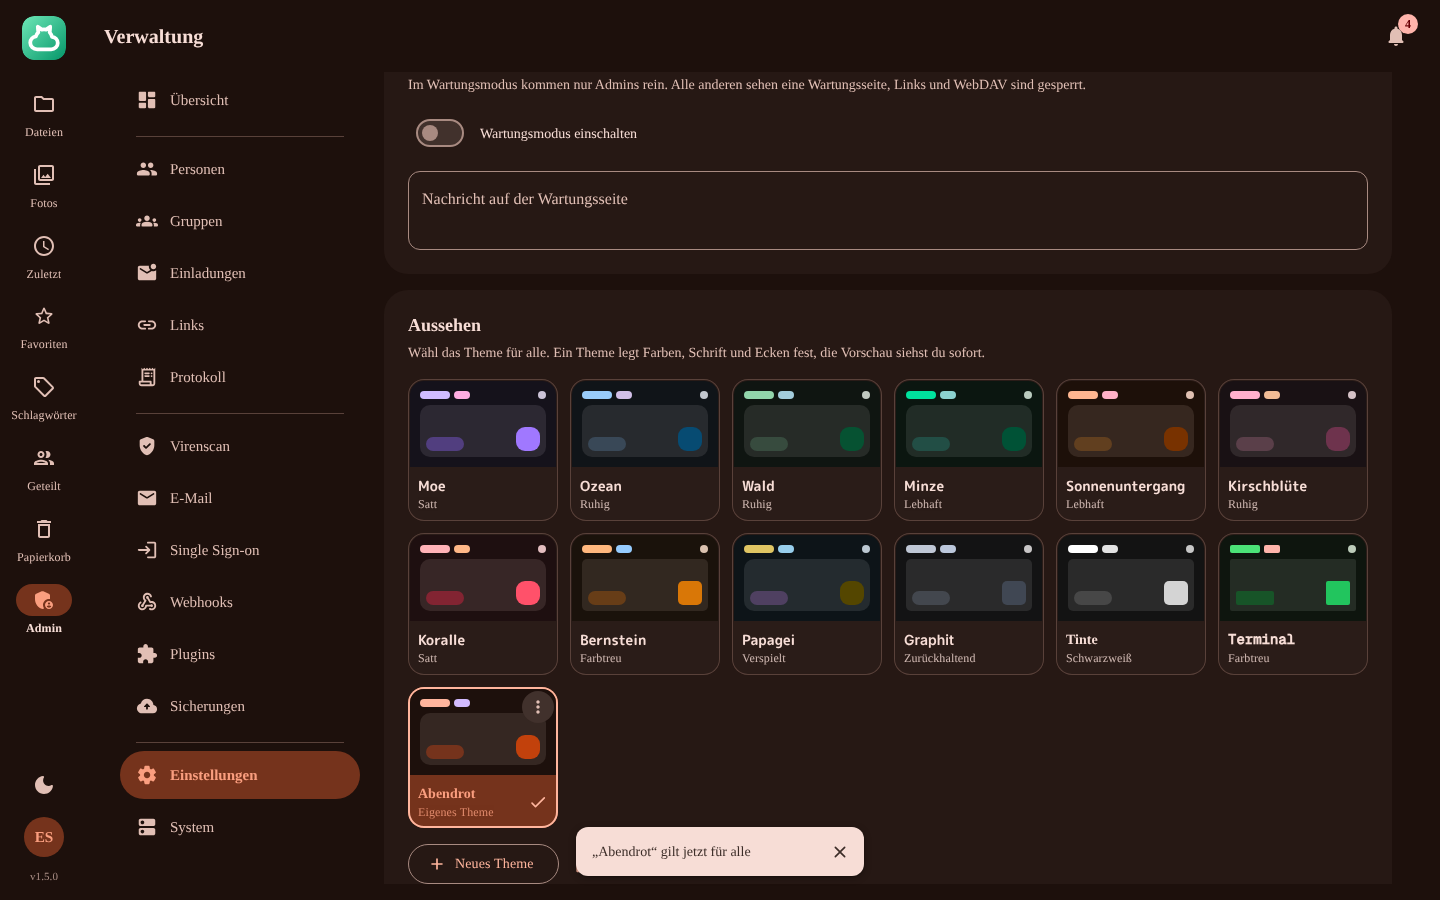 Verwaltung
4
Dateien
Fotos
Zuletzt
Favoriten
Schlagwörter
Geteilt
Papierkorb
Admin
ES
v1.5.0
Übersicht
Personen
Gruppen
Einladungen
Links
Protokoll
Virenscan
E-Mail
Single Sign-on
Webhooks
Plugins
Sicherungen
Einstellungen
System
Im Wartungsmodus kommen nur Admins rein. Alle anderen sehen eine Wartungsseite, Links und WebDAV sind gesperrt.
Wartungsmodus einschalten
Nachricht auf der Wartungsseite
Aussehen
Wähl das Theme für alle. Ein Theme legt Farben, Schrift und Ecken fest, die Vorschau siehst du sofort.
Moe
Satt
Ozean
Ruhig
Wald
Ruhig
Minze
Lebhaft
Sonnenuntergang
Lebhaft
Kirschblüte
Ruhig
Koralle
Satt
Bernstein
Farbtreu
Papagei
Verspielt
Graphit
Zurückhaltend
Tinte
Schwarzweiß
Terminal
Farbtreu
Abendrot
Eigenes Theme
Neues Theme
„Abendrot“ gilt jetzt für alle